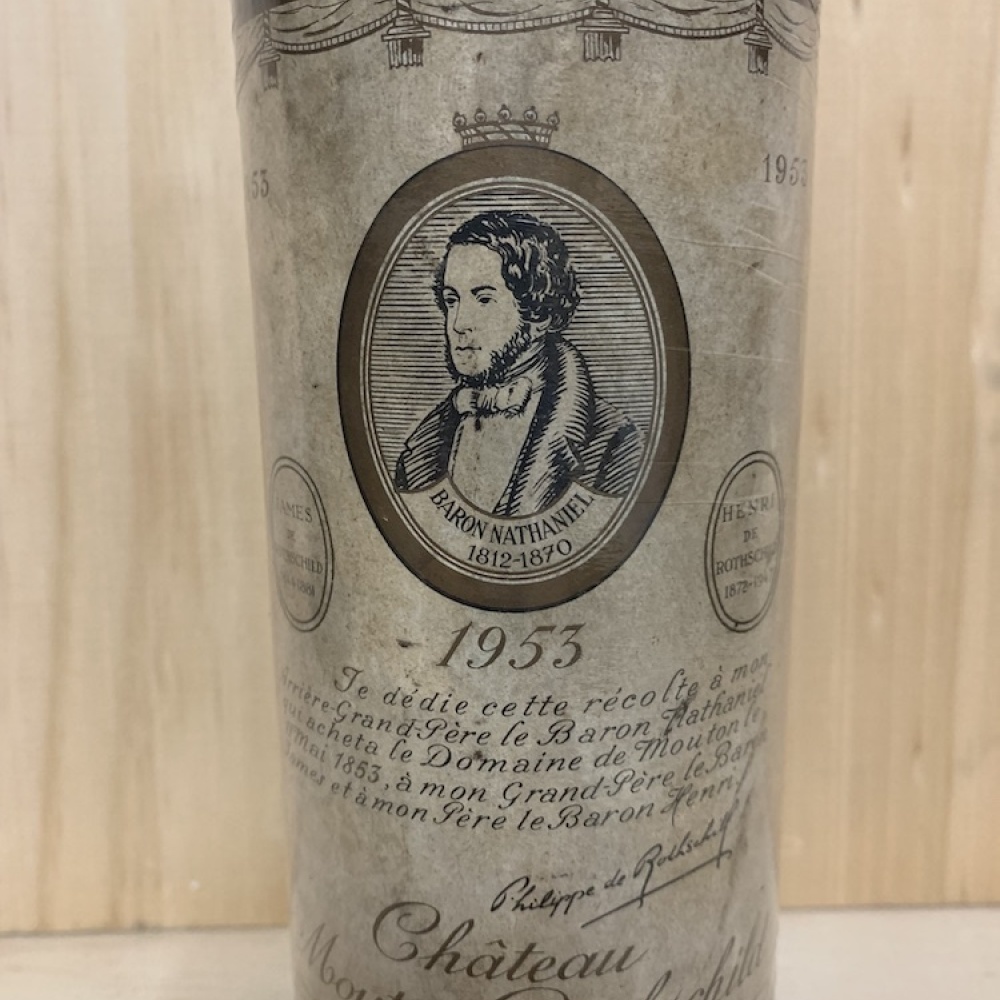 1953
BARON NATHANIEL
1812-1870
JAMES
DE
HENRI
DE
ROTHSCHILD
1953
Je dédie cette récolte à mon
Arrière-Grand-Père le Baron Nathaniel
qui acheta le Domaine de Mouton le
mai 1853, à mon Grand-Père le Baron
James et à mon Père le Baron Henri
Philippe de Rothschild
Château
Mouton Rothschild